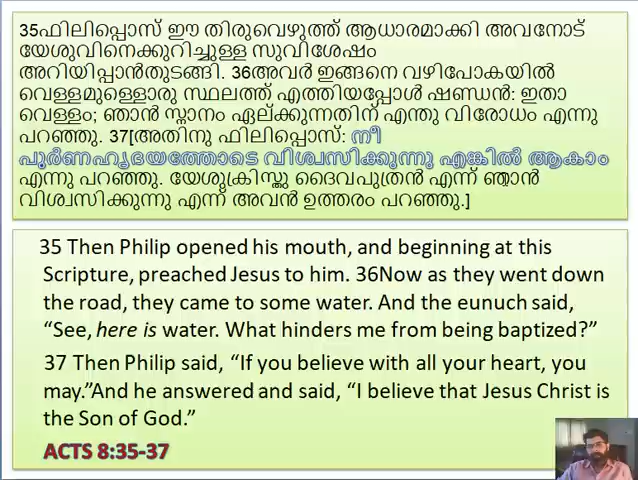 35ഫിലിപ്പൊസ് ഈ തിരുവെഴുത്ത് ആധാരമാക്കി അവനോട്
യേശുവിനെക്കുറിച്ചുള്ള സുവിശേഷം
അറിയിപ്പാൻതുടങ്ങി. 36അവർ ഇങ്ങനെ വഴിപോകയിൽ
വെള്ളമുള്ളൊരു സ്ഥലത്ത് എത്തിയപ്പോൾ ഷണ്ഡൻ: ഇതാ
വെള്ളം; ഞാൻ സ്നാനം ഏല്ക്കുന്നതിന് എന്തു വിരോധം എന്നു
പറഞ്ഞു. 37[അതിനു ഫിലിപ്പൊസ്: നീ
പൂർണഹൃദയത്തോടെ വിശ്വസിക്കുന്നു എങ്കിൽ ആകാം
എന്നു പറഞ്ഞു. യേശുക്രിസ്തു ദൈവപുത്രൻ എന്ന് ഞാൻ
വിശ്വസിക്കുന്നു എന്ന് അവൻ ഉത്തരം പറഞ്ഞു.]
35 Then Philip opened his mouth, and beginning at this
Scripture, preached Jesus to him. 36Now as they went down
the road, they came to some water. And the eunuch said,
“See, here is water. What hinders me from being baptized?”
37 Then Philip said, “If you believe with all your heart, you
may.”And he answered and said, “I believe that Jesus Christ is
the Son of God.”
ACTS 8:35-37